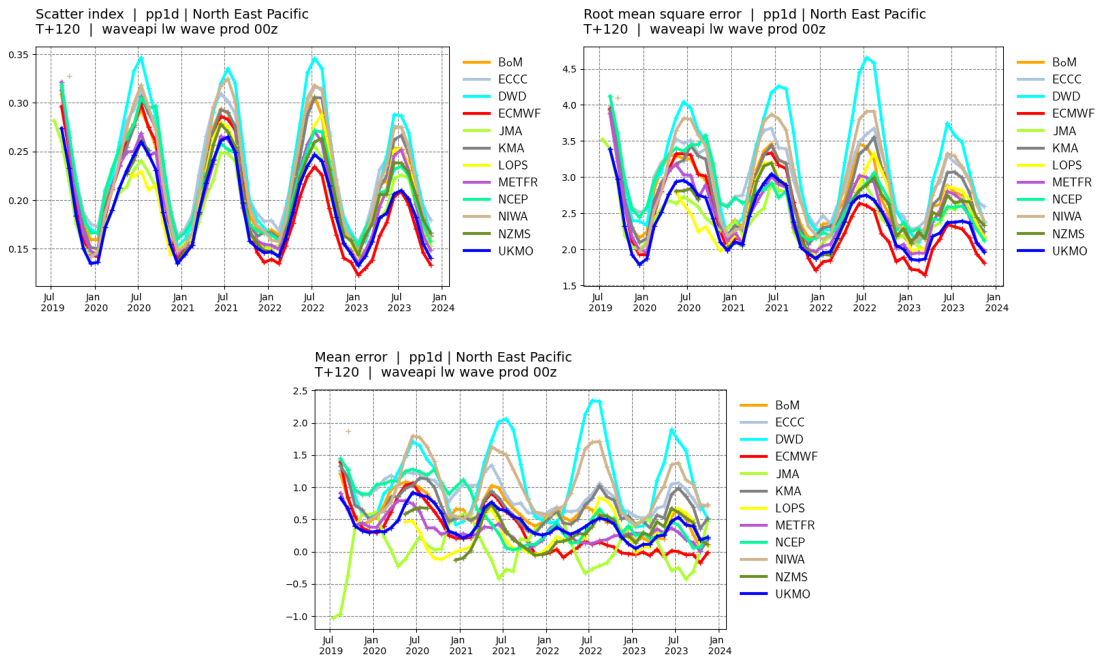 Scatter index | pp1d | North East Pacific
T+120 | waveapi lw wave prod 00z
0.35
0.30
0.25
0.20
0.15
Jul 2019
Jan 2020
Jul 2020
Jan 2021
Jul 2021
Jan 2022
Jul 2022
Jan 2023
Jul 2023
Jan 2024
BoM
ECCC
DWD
ECMWF
JMA
KMA
LOPS
METFR
NCEP
NIWA
NZMS
UKMO
Root mean square error | pp1d | North East Pacific
T+120 | waveapi lw wave prod 00z
4.5
4.0
3.5
3.0
2.5
2.0
1.5
Jul 2019
Jan 2020
Jul 2020
Jan 2021
Jul 2021
Jan 2022
Jul 2022
Jan 2023
Jul 2023
Jan 2024
BoM
ECCC
DWD
ECMWF
JMA
KMA
LOPS
METFR
NCEP
NIWA
NZMS
UKMO
Mean error | pp1d | North East Pacific
T+120 | waveapi lw wave prod 00z
2.5
2.0
1.5
1.0
0.5
0.0
−0.5
−1.0
Jul 2019
Jan 2020
Jul 2020
Jan 2021
Jul 2021
Jan 2022
Jul 2022
Jan 2023
Jul 2023
Jan 2024
BoM
ECCC
DWD
ECMWF
JMA
KMA
LOPS
METFR
NCEP
NIWA
NZMS
UKMO